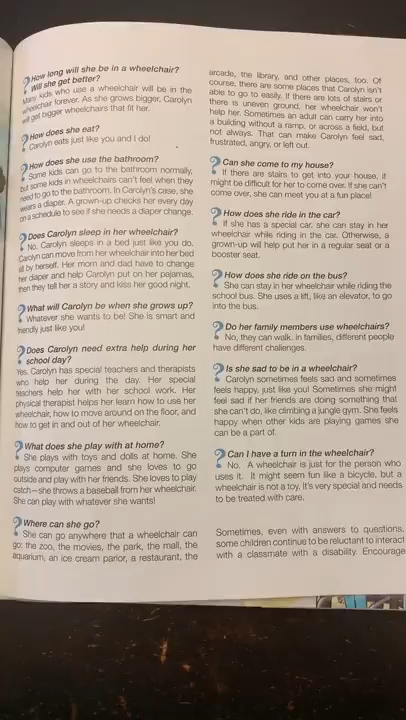 How long will she be in a wheelchair?
Will she get better?
Many kids who use a wheelchair will be in the
wheelchair forever. As she grows bigger, Carolyn
will get bigger wheelchairs that fit her.
How does she eat?
Carolyn eats just like you and I do!
How does she use the bathroom?
Some kids can go to the bathroom normally,
but some kids in wheelchairs can't feel when they
need to go to the bathroom. In Carolyn's case, she
wears a diaper. A grown-up checks her every day
on a schedule to see if she needs a diaper change.
Does Carolyn sleep in her wheelchair?
No. Carolyn sleeps in a bed just like you do.
Carolyn can move from her wheelchair into her bed
all by herself. Her mom and dad have to change
her diaper and help Carolyn put on her pajamas,
then they tell her a story and kiss her good night.
What will Carolyn be when she grows up?
Whatever she wants to be! She is smart and
friendly just like you!
Does Carolyn need extra help during her
school day?
Yes. Carolyn has special teachers and therapists
who help her during the day. Her special
teachers help her with her school work. Her
physical therapist helps her learn how to use her
wheelchair, how to move around on the floor, and
how to get in and out of her wheelchair.
What does she play with at home?
She plays with toys and dolls at home. She
plays computer games and she loves to go
outside and play with her friends. She loves to play
catch—she throws a baseball from her wheelchair.
She can play with whatever she wants!
Where can she go?
She can go anywhere that a wheelchair can
go: the zoo, the movies, the park, the mall, the
aquarium, an ice cream parlor, a restaurant, the
arcade, the library, and other places, too. Of
course, there are some places that Carolyn isn't
able to go to easily. If there are lots of stairs or
there is uneven ground, her wheelchair won't
help her. Sometimes an adult can carry her into
a building without a ramp, or across a field, but
not always. That can make Carolyn feel sad,
frustrated, angry, or left out.
Can she come to my house?
If there are stairs to get into your house, it
might be difficult for her to come over. If she can't
come over, she can meet you at a fun place!
How does she ride in the car?
If she has a special car, she can stay in her
wheelchair while riding in the car. Otherwise, a
grown-up will help put her in a regular seat or a
booster seat.
How does she ride on the bus?
She can stay in her wheelchair while riding the
school bus. She uses a lift, like an elevator, to go
into the bus.
Do her family members use wheelchairs?
No, they can walk. in families, different people
have different challenges.
Is she sad to be in a wheelchair?
Carolyn sometimes feels sad and sometimes
feels happy, just like you! Sometimes she might
feel sad if her friends are doing something that
she can't do, like climbing a jungle gym. She feels
happy when other kids are playing games she
can be a part of.
Can I have a turn in the wheelchair?
No. A wheelchair is just for the person who
uses it. It might seem fun like a bicycle, but a
wheelchair is not a toy. It's very special and needs
to be treated with care.
Sometimes, even with answers to questions,
some children continue to be reluctant to interact
with a classmate with a disability. Encourage